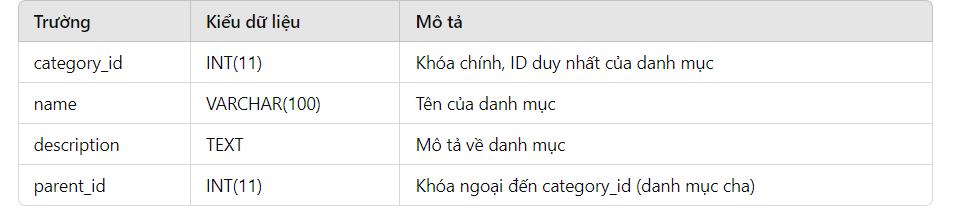 Trường Kiểu dữ liệu Mô tả
category_id INT(11) Khóa chính, ID duy nhất của danh mục
name VARCHAR(100) Tên của danh mục
description TEXT Mô tả về danh mục
parent_id INT(11) Khóa ngoại đến category_id (danh mục cha)